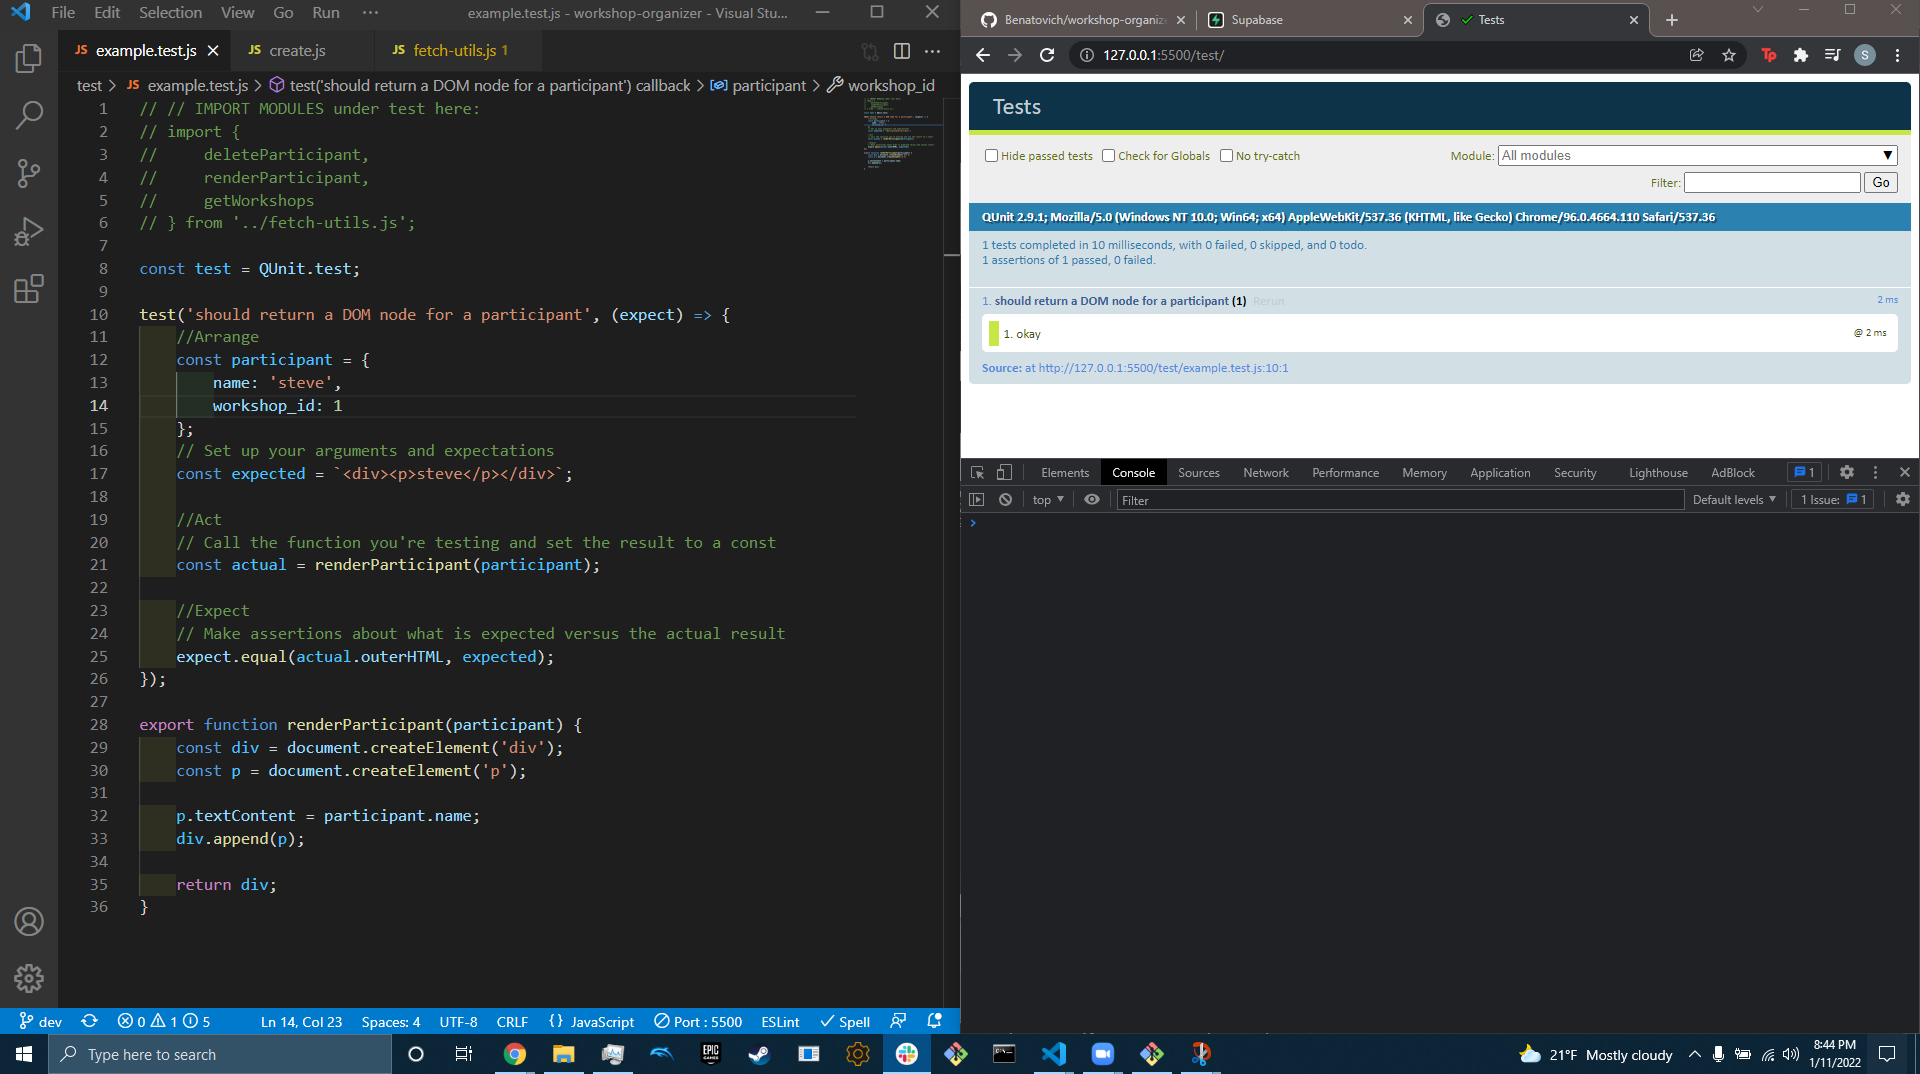 File Edit Selection View Go Run ··· example.test.js - workshop-organizer - Visual Stu...
JS example.test.js JS create.js JS fetch-utils.js 1
test > JS example.test.js > test('should return a DOM node for a participant') callback > participant > workshop_id
1 // // IMPORT MODULES under test here:
2 // import {
3 //     deleteParticipant,
4 //     renderParticipant,
5 //     getWorkshops
6 // } from '../fetch-utils.js';
7
8 const test = QUnit.test;
9
10 test('should return a DOM node for a participant', (expect) => {
11     //Arrange
12     const participant = {
13         name: 'steve',
14         workshop_id: 1
15     };
16     // Set up your arguments and expectations
17     const expected = `<div><p>steve</p></div>`;
18
19     //Act
20     // Call the function you're testing and set the result to a const
21     const actual = renderParticipant(participant);
22
23     //Expect
24     // Make assertions about what is expected versus the actual result
25     expect.equal(actual.outerHTML, expected);
26 });
27
28 export function renderParticipant(participant) {
29     const div = document.createElement('div');
30     const p = document.createElement('p');
31
32     p.textContent = participant.name;
33     div.append(p);
34
35     return div;
36 }
dev 0 1 5 Ln 14, Col 23 Spaces: 4 UTF-8 CRLF {} JavaScript Port : 5500 ESLint Spell
Benatovich/workshop-organize Supabase Tests
127.0.0.1:5500/test/ Tp S
Tests
Hide passed tests Check for Globals No try-catch Module: All modules
Filter: Go
QUnit 2.9.1; Mozilla/5.0 (Windows NT 10.0; Win64; x64) AppleWebKit/537.36 (KHTML, like Gecko) Chrome/96.0.4664.110 Safari/537.36
1 tests completed in 10 milliseconds, with 0 failed, 0 skipped, and 0 todo.
1 assertions of 1 passed, 0 failed.
1. should return a DOM node for a participant (1) Rerun 2 ms
1. okay @ 2 ms
Source: at http://127.0.0.1:5500/test/example.test.js:10:1
Elements Console Sources Network Performance Memory Application Security Lighthouse AdBlock 1
top Filter Default levels 1 Issue: 1
Type here to search EPIC GAMES 21°F Mostly cloudy 8:44 PM
1/11/2022